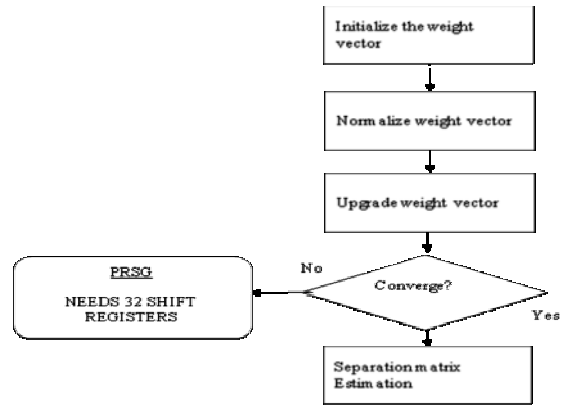 Initialize the weight
vector
Normalize weight vector
Upgrade weight vector
No
Converge?
Yes
PRSG
NEEDS 32 SHIFT
REGISTERS
Separation matrix
Estimation